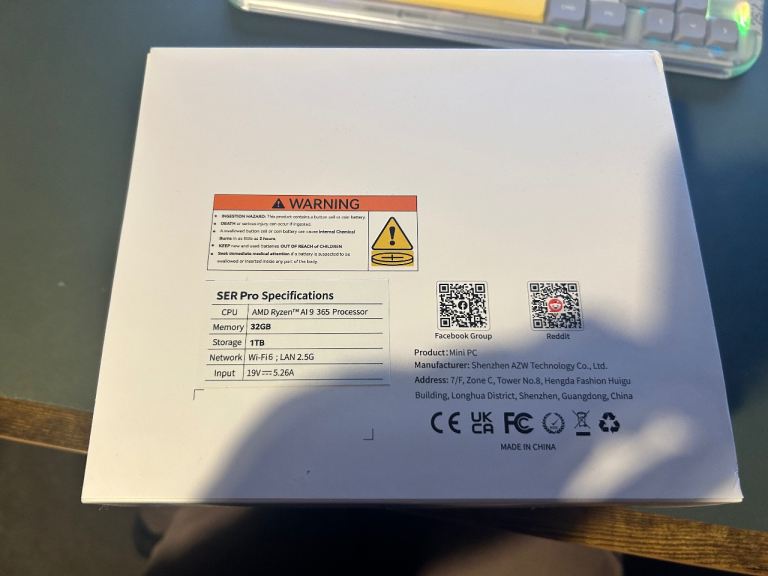 WARNING
INGESTION HAZARD: This product contains a button cell or coin battery.
DEATH or serious injury can occur if ingested.
A swallowed button cell or coin battery can cause Internal Chemical
Burns in as little as 2 hours.
KEEP new and used batteries OUT OF REACH of CHILDREN
Seek immediate medical attention if a battery is suspected to be
swallowed or inserted inside any part of the body.
SER Pro Specifications
CPU AMD Ryzen™ AI 9 365 Processor
Memory 32GB
Storage 1TB
Network Wi-Fi6 ; LAN 2.5G
Input 19V⎓5.26A
Facebook Group
Reddit
Product: Mini PC
Manufacturer: Shenzhen AZW Technology Co., Ltd.
Address: 7/F, Zone C, Tower No.8, Hengda Fashion Huigu
Building, Longhua District, Shenzhen, Guangdong, China
CE UK CA FC
MADE IN CHINA